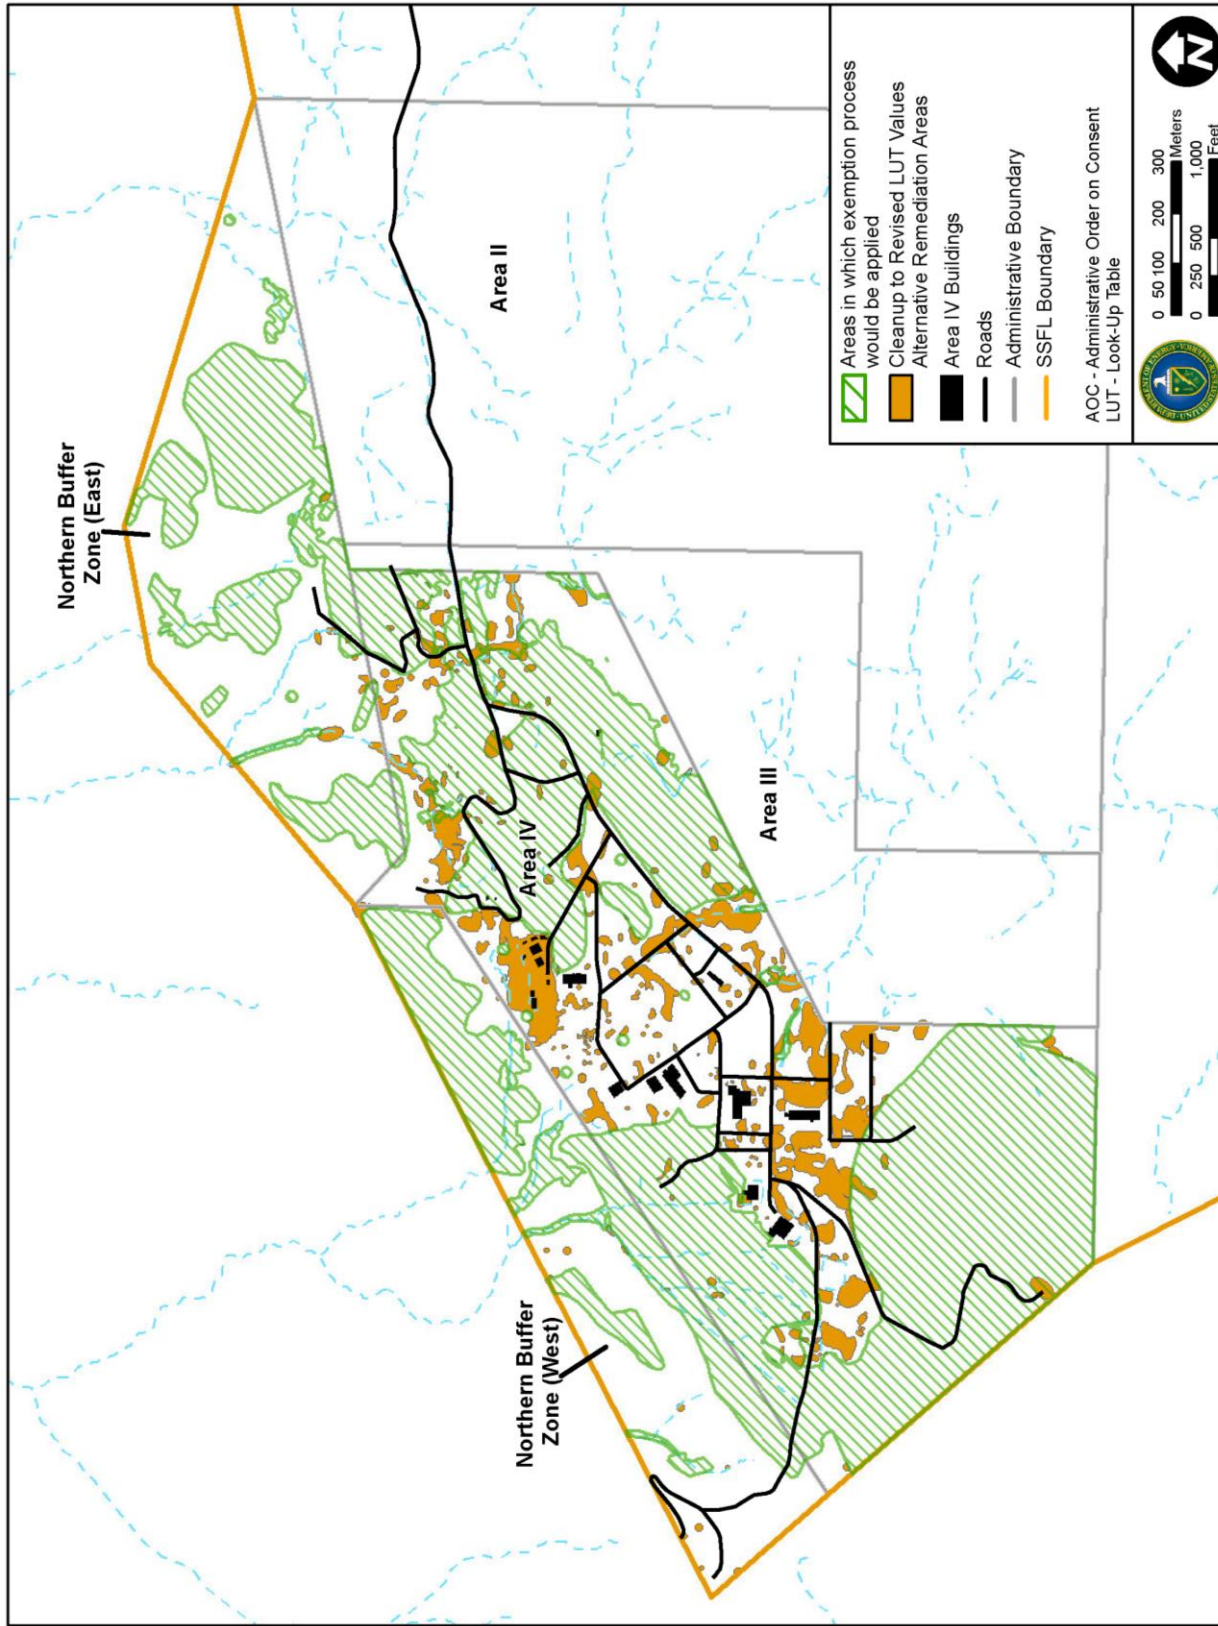 Northern Buffer
Zone (East)
Northern Buffer
Zone (West)
Area II
Area IV
Area III
Areas in which exemption process
would be applied
Cleanup to Revised LUT Values
Alternative Remediation Areas
Area IV Buildings
Roads
Administrative Boundary
SSFL Boundary
AOC - Administrative Order on Consent
LUT - Look-Up Table
0 50 100 200 300
Meters
0 250 500 1,000
Feet
N